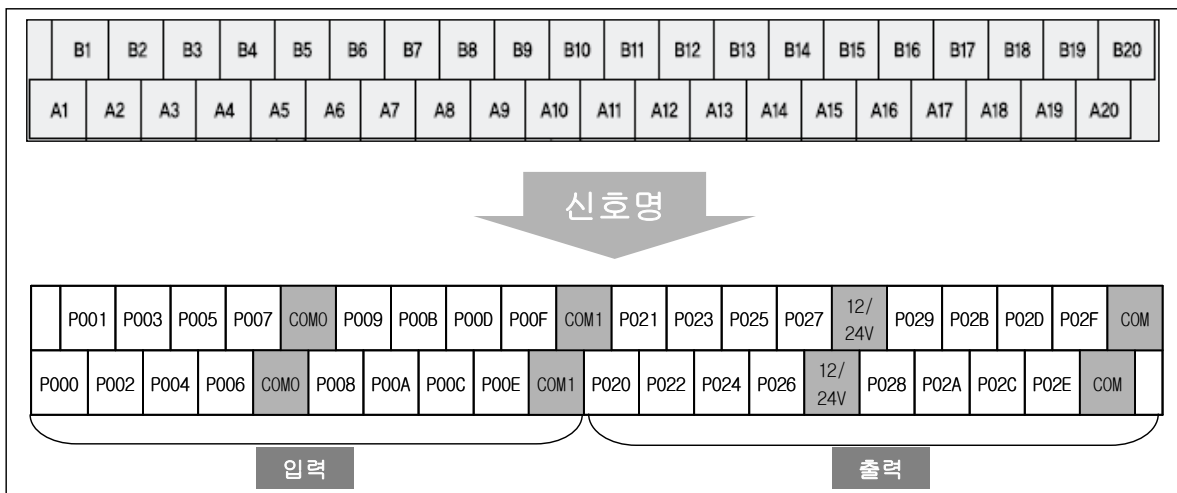 B1 B2 B3 B4 B5 B6 B7 B8 B9 B10 B11 B12 B13 B14 B15 B16 B17 B18 B19 B20
A1 A2 A3 A4 A5 A6 A7 A8 A9 A10 A11 A12 A13 A14 A15 A16 A17 A18 A19 A20
신호명
P001 P003 P005 P007 COM0 P009 P00B P00D P00F COM1 P021 P023 P025 P027 12/24V P029 P02B P02D P02F COM
P000 P002 P004 P006 COM0 P008 P00A P00C P00E COM1 P020 P022 P024 P026 12/24V P028 P02A P02C P02E COM
입력 출력